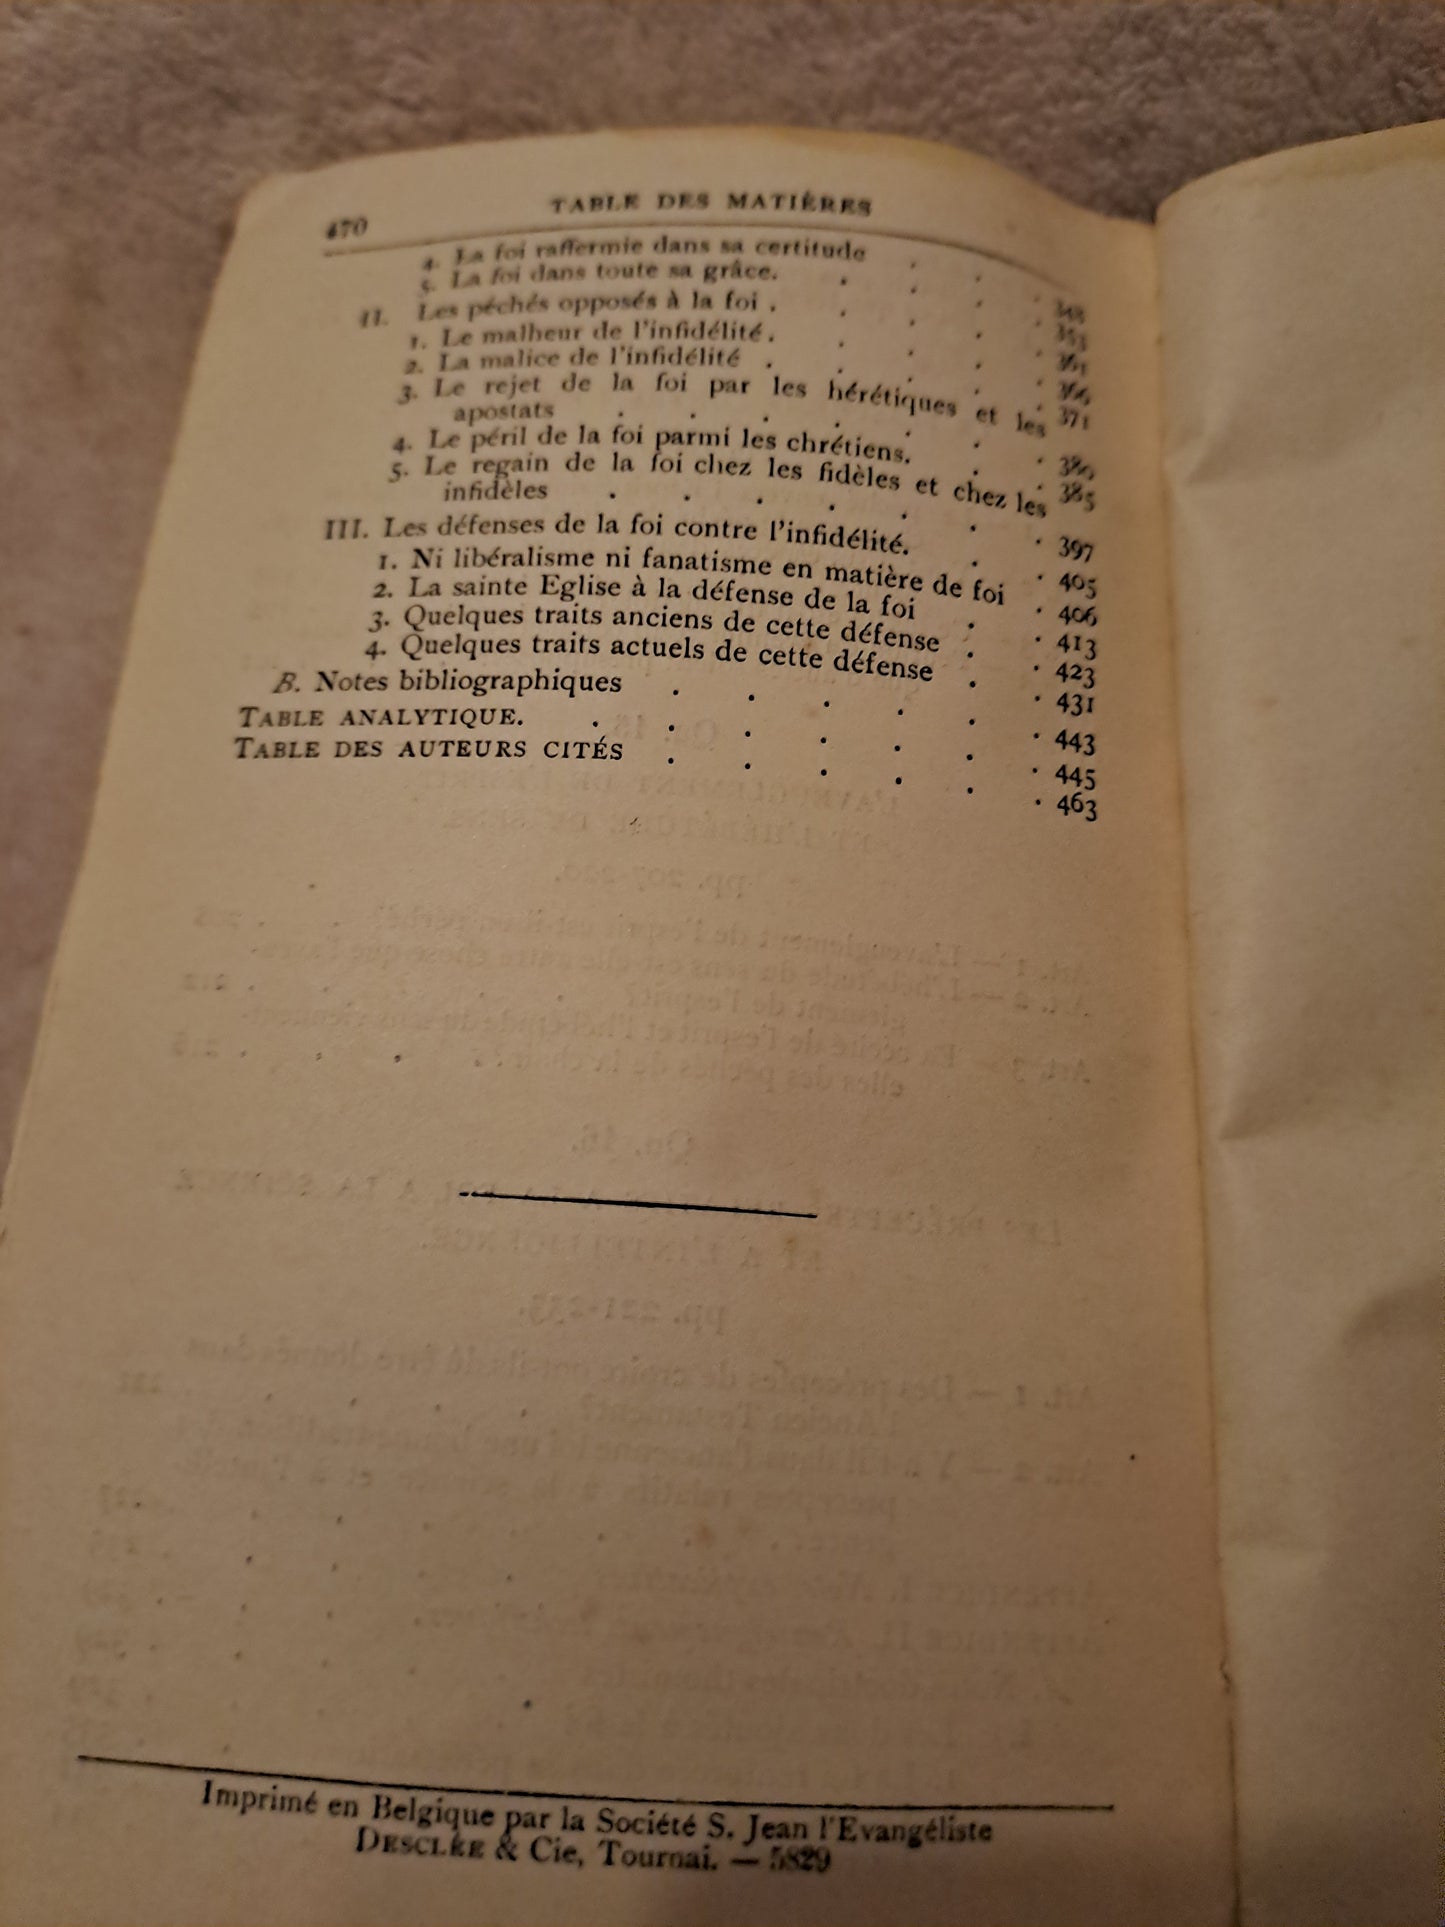 470
TABLE DES MATIÈRES
4. La foi raffermie dans sa certitude . . . 348
5. La foi dans toute sa grâce. . . . . 353
II. Les péchés opposés à la foi . . . . . 361
1. Le malheur de l'infidélité. . . . . 366
2. La malice de l'infidélité . . . . . 371
3. Le rejet de la foi par les hérétiques et les
apostats . . . . . . 380
4. Le péril de la foi parmi les chrétiens. . . 385
5. Le regain de la foi chez les fidèles et chez les
infidèles . . . . . . . 397
III. Les défenses de la foi contre l'infidélité. . . 405
1. Ni libéralisme ni fanatisme en matière de foi . 406
2. La sainte Eglise à la défense de la foi . . 413
3. Quelques traits anciens de cette défense . . 423
4. Quelques traits actuels de cette défense . . 431
B. Notes bibliographiques . . . . . . 443
TABLE ANALYTIQUE. . . . . . . . 445
TABLE DES AUTEURS CITÉS . . . . . . 463
Imprimé en Belgique par la Société S. Jean l'Evangéliste
DESCLÉE & Cie, Tournai. — 5829